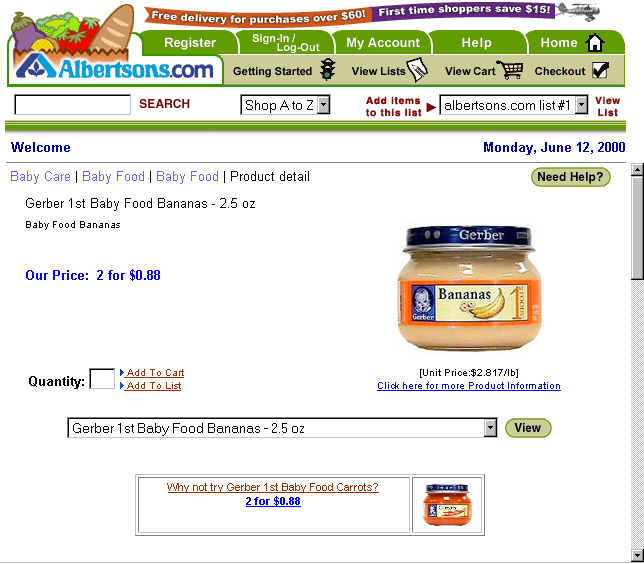 Free delivery for purchases over $60! First time shoppers save $15!
Register
Sign-In /
Log-Out
My Account
Help
Home
Albertsons.com
Getting Started
View Lists
View Cart
Checkout
SEARCH
Shop A to Z
Add items
to this list
albertsons.com list #1
View
List
Welcome
Monday, June 12, 2000
Baby Care | Baby Food | Baby Food | Product detail
Need Help?
Gerber 1st Baby Food Bananas - 2.5 oz
Baby Food Bananas
Gerber
Bananas
1st FOODS
Gerber
Our Price: 2 for $0.88
Quantity:
Add To Cart
Add To List
[Unit Price:$2.817/lb]
Click here for more Product Information
Gerber 1st Baby Food Bananas - 2.5 oz
View
Why not try Gerber 1st Baby Food Carrots?
2 for $0.88